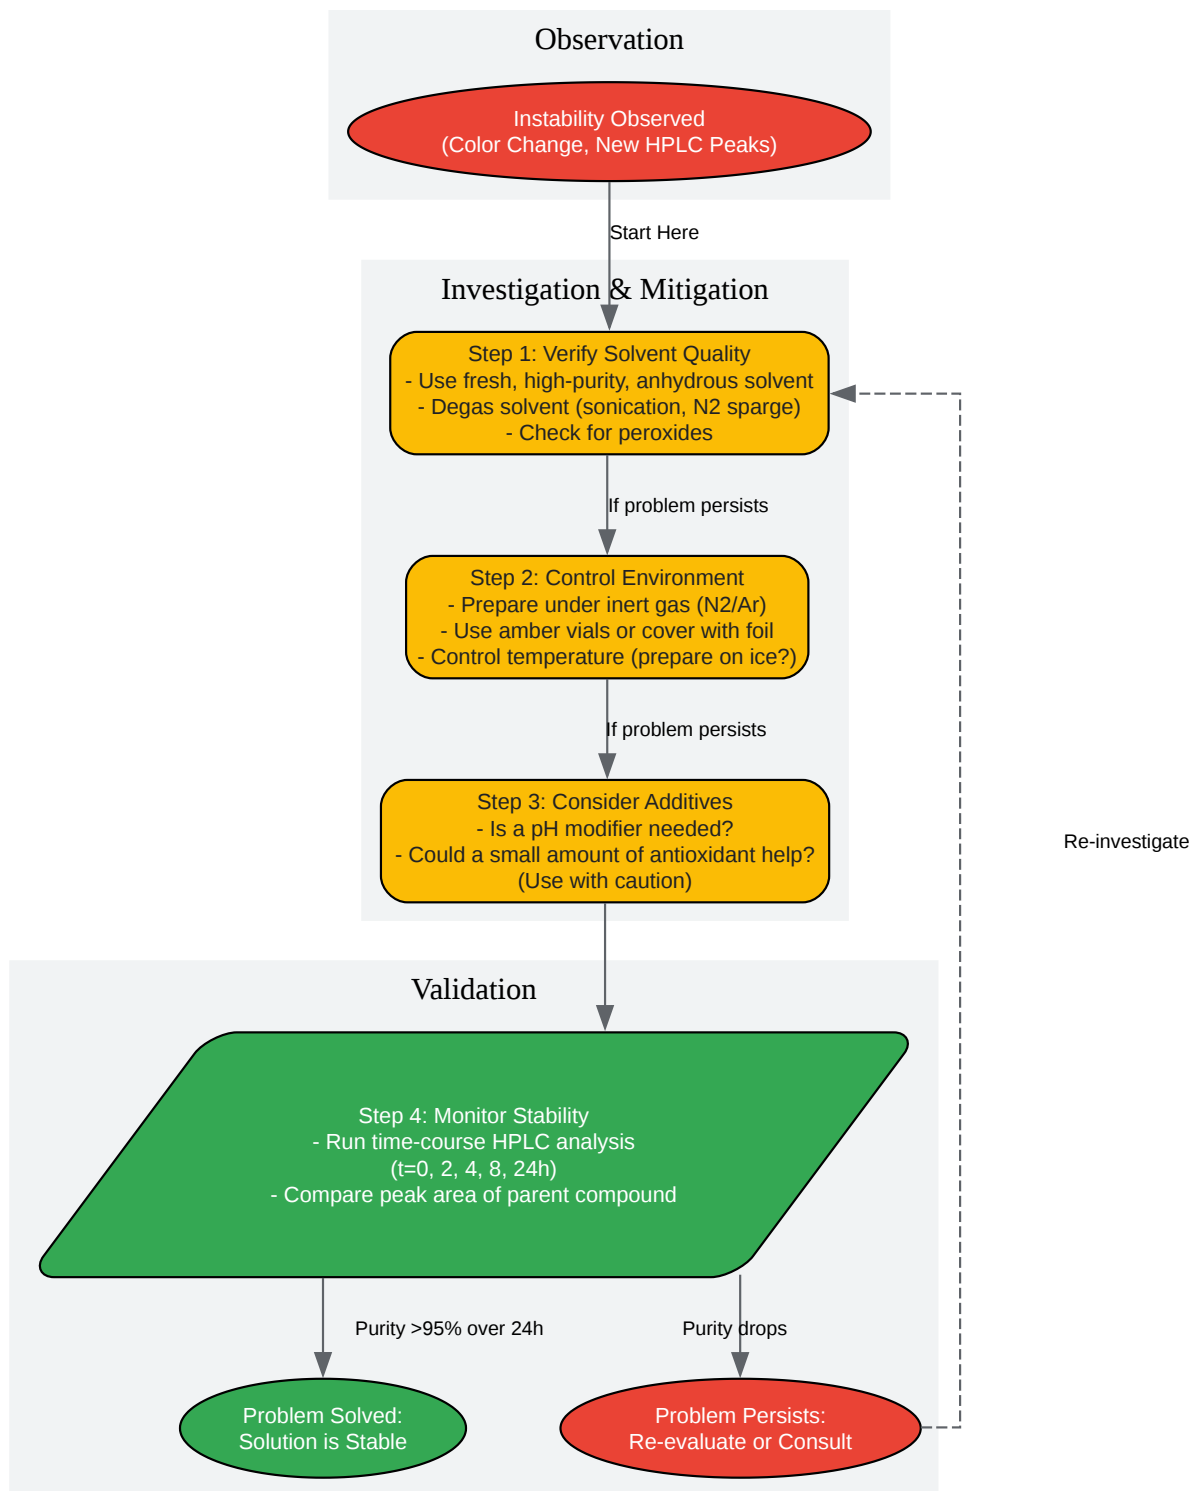 Observation
Instability Observed
(Color Change, New HPLC Peaks)
Start Here
Investigation & Mitigation
Step 1: Verify Solvent Quality
- Use fresh, high-purity, anhydrous solvent
- Degas solvent (sonication, N2 sparge)
- Check for peroxides
If problem persists
Step 2: Control Environment
- Prepare under inert gas (N2/Ar)
- Use amber vials or cover with foil
- Control temperature (prepare on ice?)
If problem persists
Step 3: Consider Additives
- Is a pH modifier needed?
- Could a small amount of antioxidant help?
(Use with caution)
Re-investigate
Validation
Step 4: Monitor Stability
- Run time-course HPLC analysis
(t=0, 2, 4, 8, 24h)
- Compare peak area of parent compound
Purity >95% over 24h
Purity drops
Problem Solved:
Solution is Stable
Problem Persists:
Re-evaluate or Consult